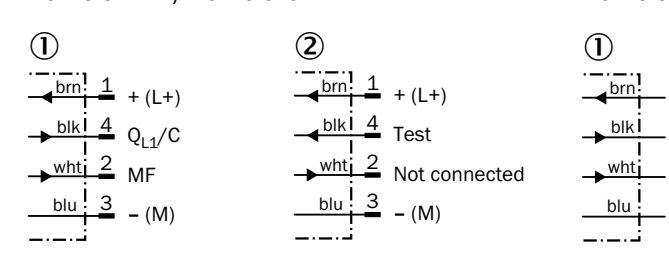 ① ② ①
brn 1 + (L+)
blk 4 Q_L1/C
wht 2 MF
blu 3 – (M)
brn 1 + (L+)
blk 4 Test
wht 2 Not connected
blu 3 – (M)
brn
blk
wht
blu